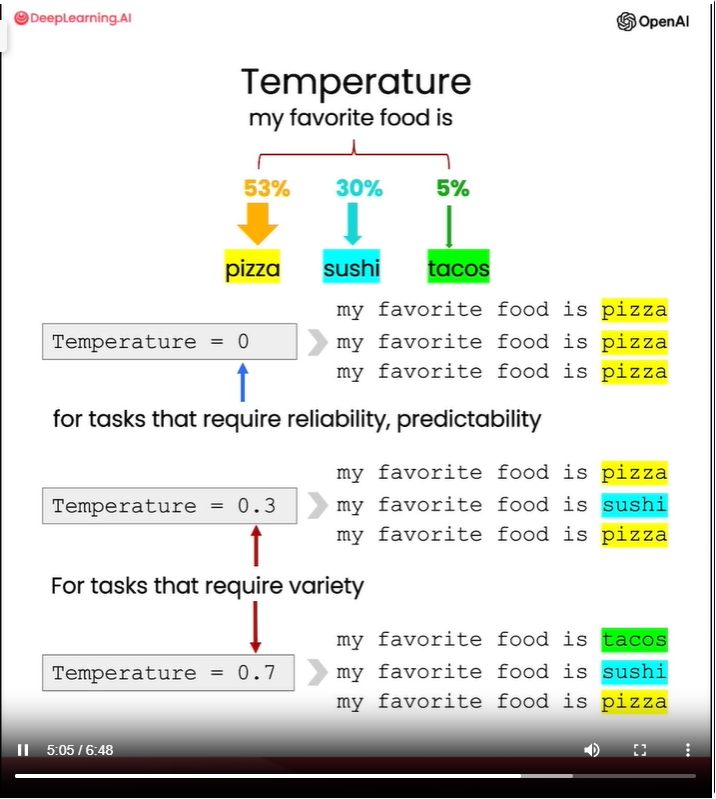 DeepLearning.AI
OpenAI
Temperature
my favorite food is
53% 30% 5%
pizza sushi tacos
my favorite food is pizza
Temperature = 0 my favorite food is pizza
my favorite food is pizza
for tasks that require reliability, predictability
my favorite food is pizza
Temperature = 0.3 my favorite food is sushi
my favorite food is pizza
For tasks that require variety
my favorite food is tacos
Temperature = 0.7 my favorite food is sushi
my favorite food is pizza
5:05 / 6:48